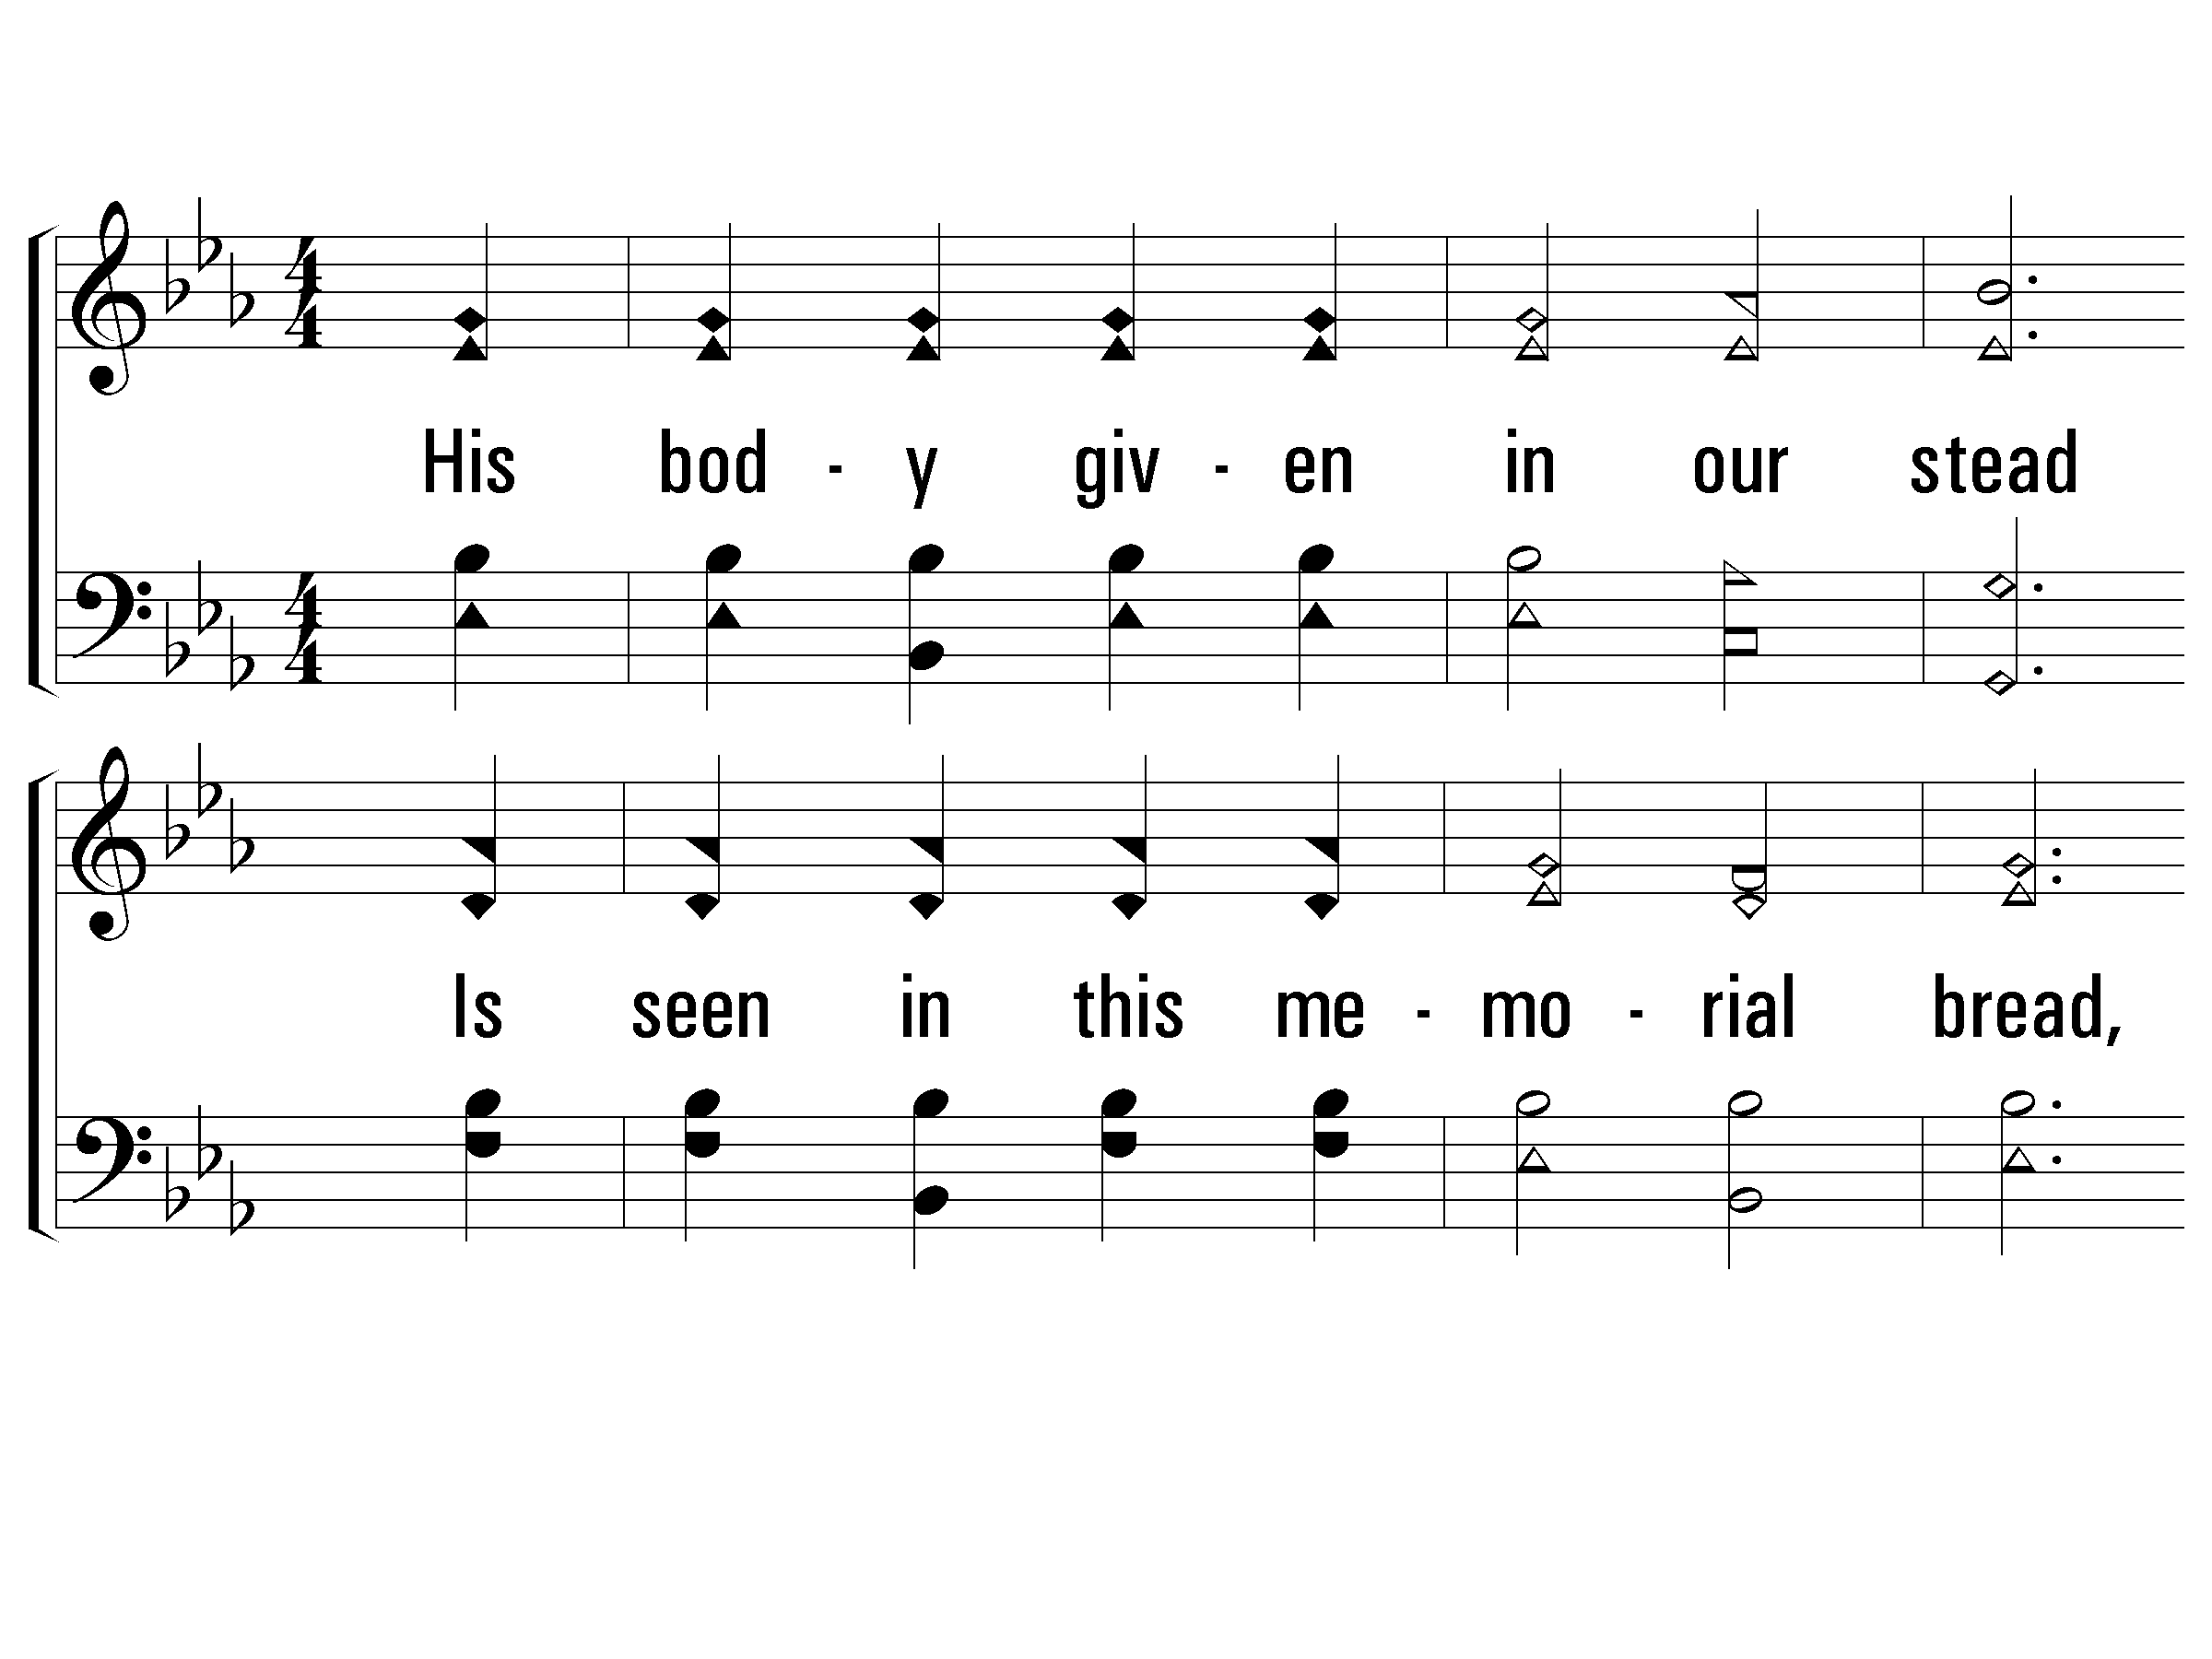 His bod - y giv - en in our stead
Is seen in this me - mo - rial bread,